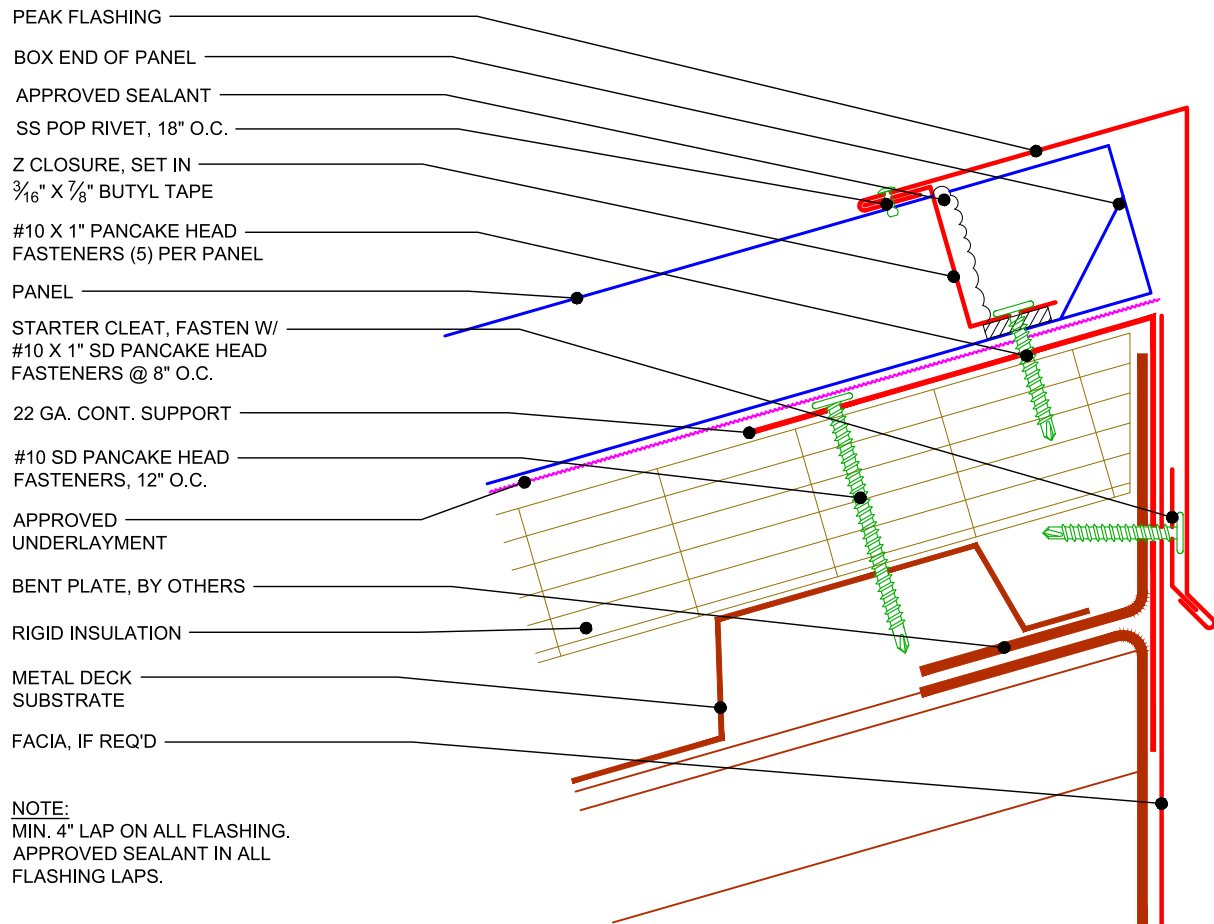 PEAK FLASHING
BOX END OF PANEL
APPROVED SEALANT
SS POP RIVET, 18" O.C.
Z CLOSURE, SET IN
3/16" X 7/8" BUTYL TAPE
#10 X 1" PANCAKE HEAD
FASTENERS (5) PER PANEL
PANEL
STARTER CLEAT, FASTEN W/
#10 X 1" SD PANCAKE HEAD
FASTENERS @ 8" O.C.
22 GA. CONT. SUPPORT
#10 SD PANCAKE HEAD
FASTENERS, 12" O.C.
APPROVED
UNDERLAYMENT
BENT PLATE, BY OTHERS
RIGID INSULATION
METAL DECK
SUBSTRATE
FACIA, IF REQ'D
NOTE:
MIN. 4" LAP ON ALL FLASHING.
APPROVED SEALANT IN ALL
FLASHING LAPS.